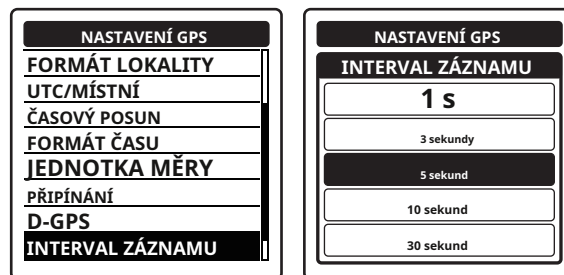 NASTAVENÍ GPS
FORMÁT LOKALITY
UTC/MÍSTNÍ
ČASOVÝ POSUN
FORMÁT ČASU
JEDNOTKA MĚRY
PŘIPÍNÁNÍ
D-GPS
INTERVAL ZÁZNAMU
NASTAVENÍ GPS
INTERVAL ZÁZNAMU
1 s
3 sekundy
5 sekund
10 sekund
30 sekund